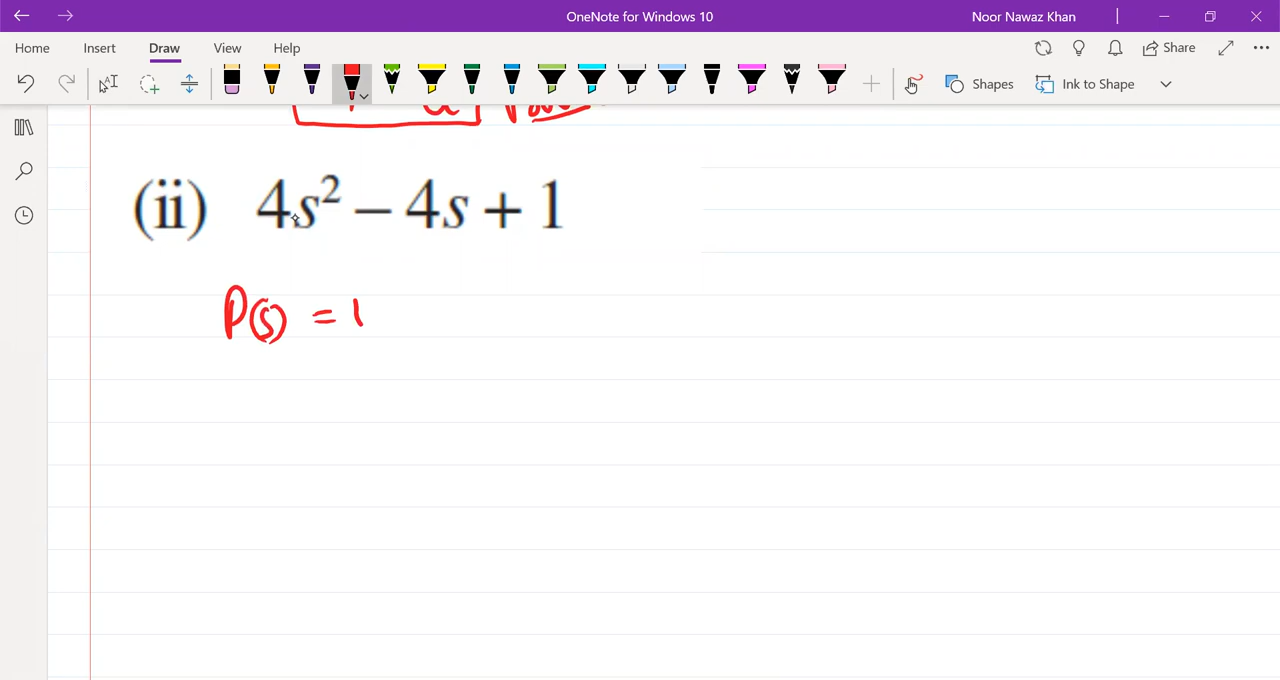 OneNote for Windows 10
Noor Nawaz Khan
Home Insert Draw View Help
Share
Shapes
Ink to Shape
(ii) 4s² − 4s + 1
P(s) = 1